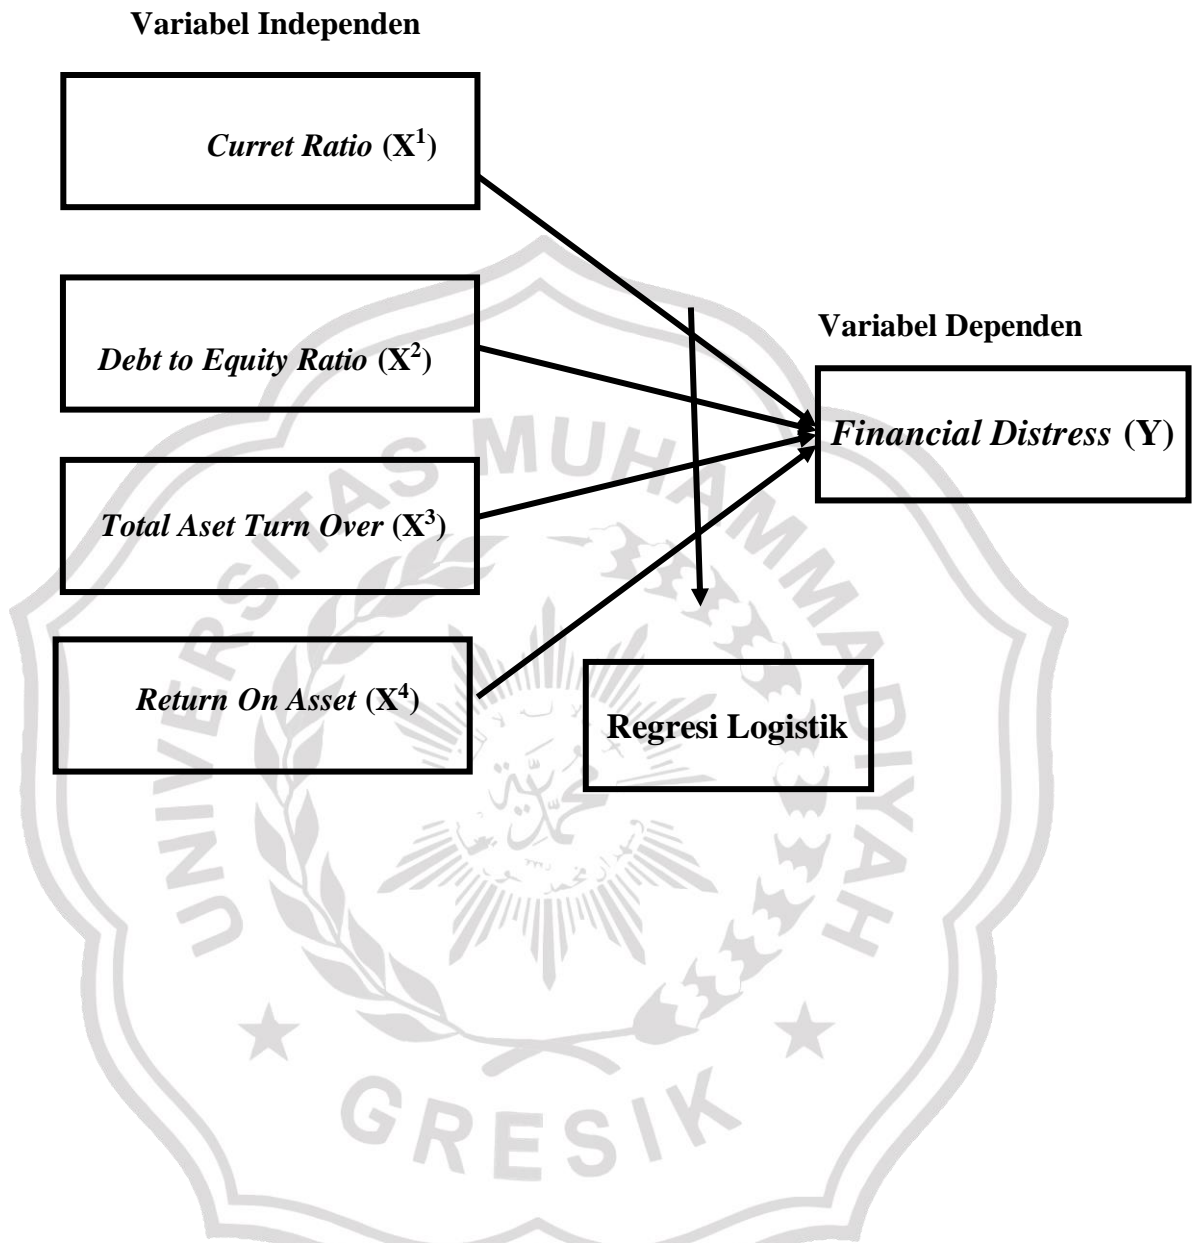 Variabel Independen
Curret Ratio (X¹)
Debt to Equity Ratio (X²)
Variabel Dependen
Financial Distress (Y)
Total Aset Turn Over (X³)
Return On Asset (X⁴)
Regresi Logistik
UNIVERSITAS MUHAMMADIYAH
GRESIK